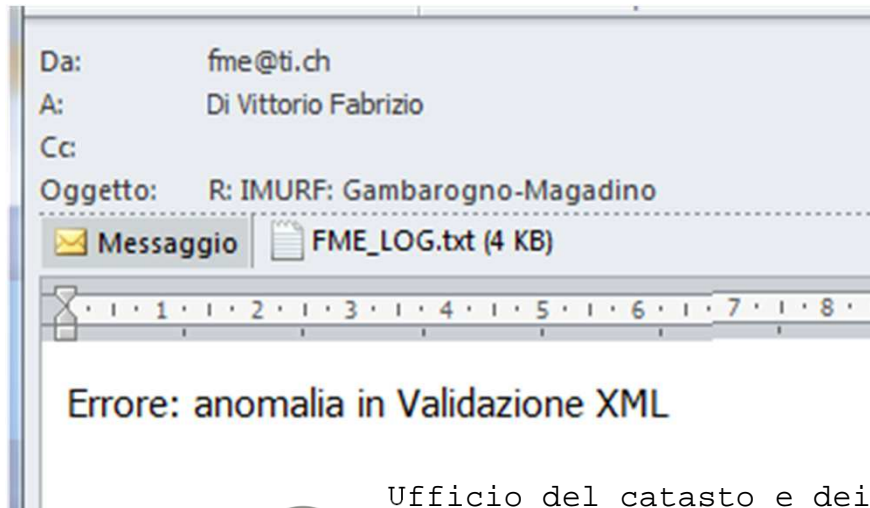 Da: fme@ti.ch
A: Di Vittorio Fabrizio
Cc:
Oggetto: R: IMURF: Gambarogno-Magadino
Messaggio FME_LOG.txt (4 KB)
1 2 3 4 5 6 7 8
Errore: anomalia in Validazione XML
Ufficio del catasto e dei